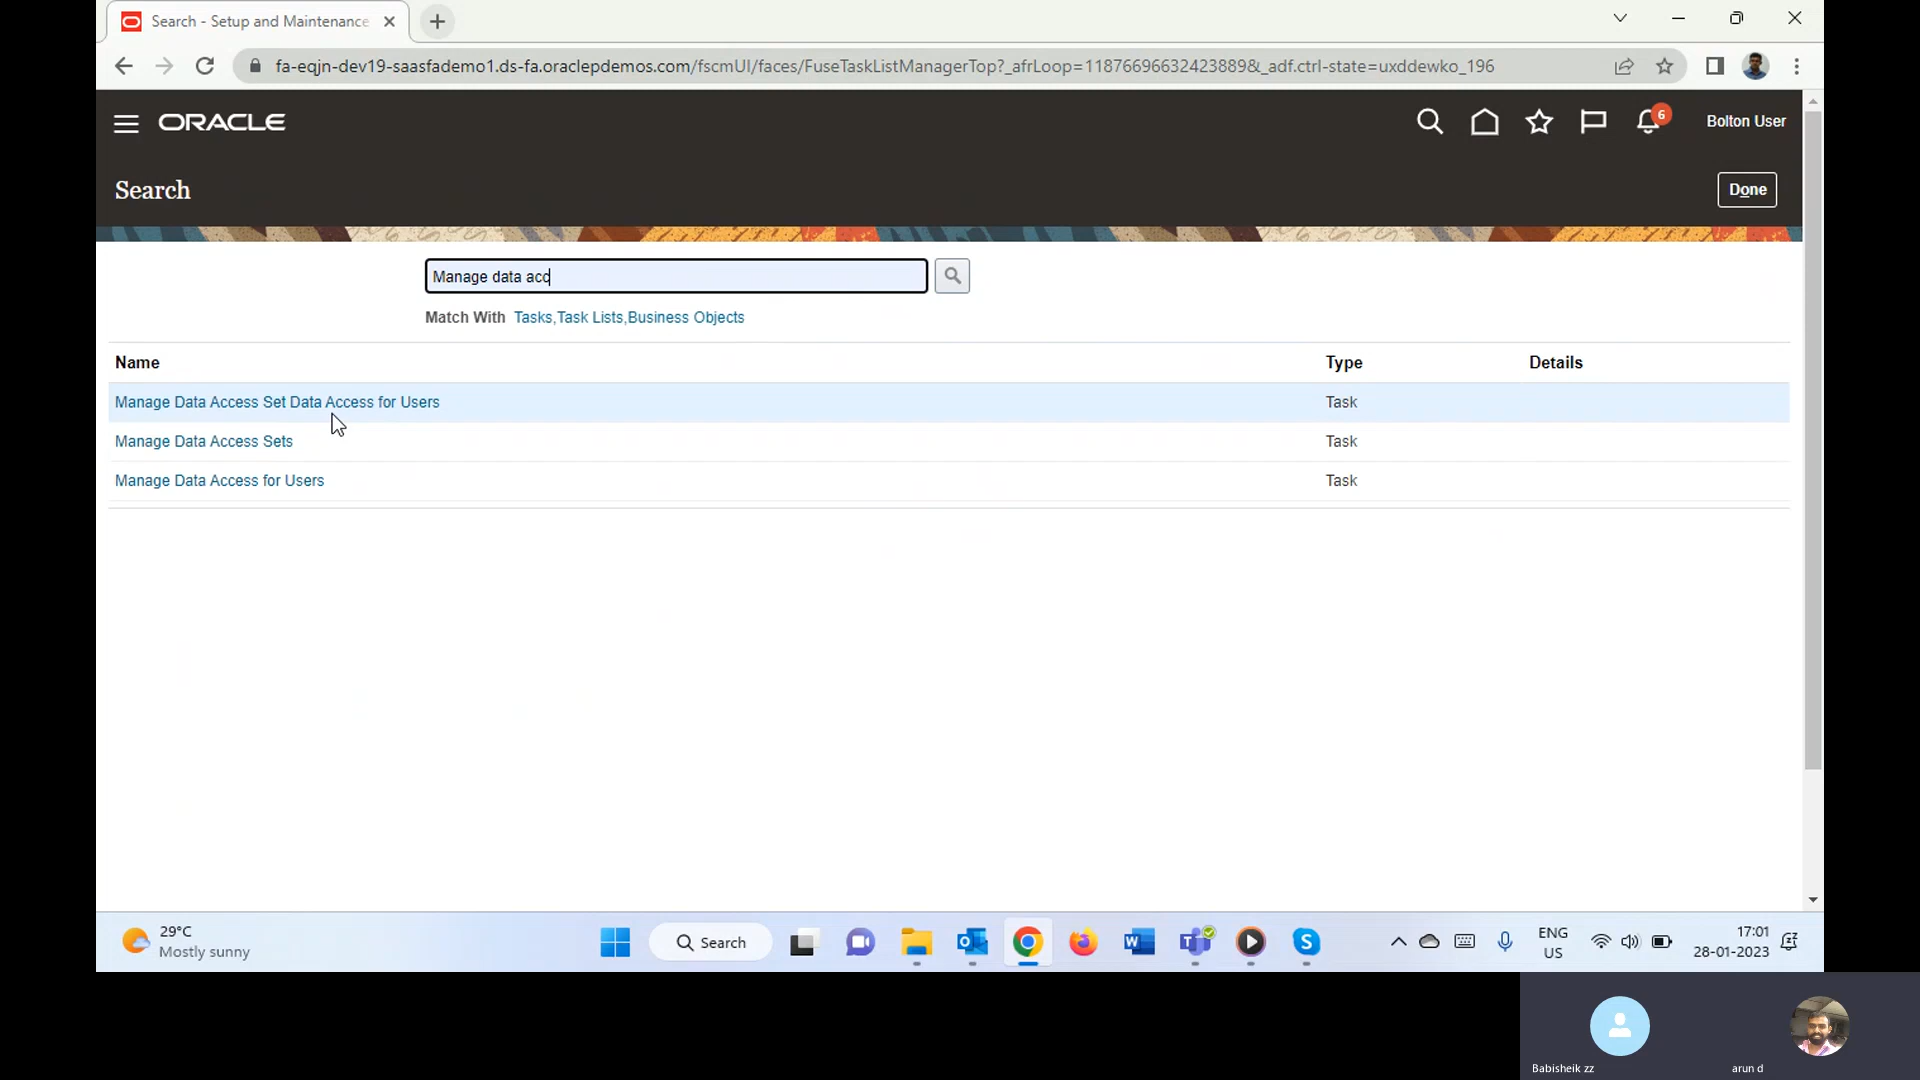 Search - Setup and Maintenance
fa-eqjn-dev19-saasfademo1.ds-fa.oraclepdemos.com/fscmUI/faces/FuseTaskListManagerTop?_afrLoop=11876696632423889&_adf.ctrl-state=uxddewko_196
ORACLE
6
Bolton User
Search
Done
Manage data acc
Match With Tasks,Task Lists,Business Objects
Name Type Details
Manage Data Access Set Data Access for Users Task
Manage Data Access Sets Task
Manage Data Access for Users Task
29°C
Mostly sunny
Search
ENG
US
17:01
28-01-2023
Babisheik zz
arun d